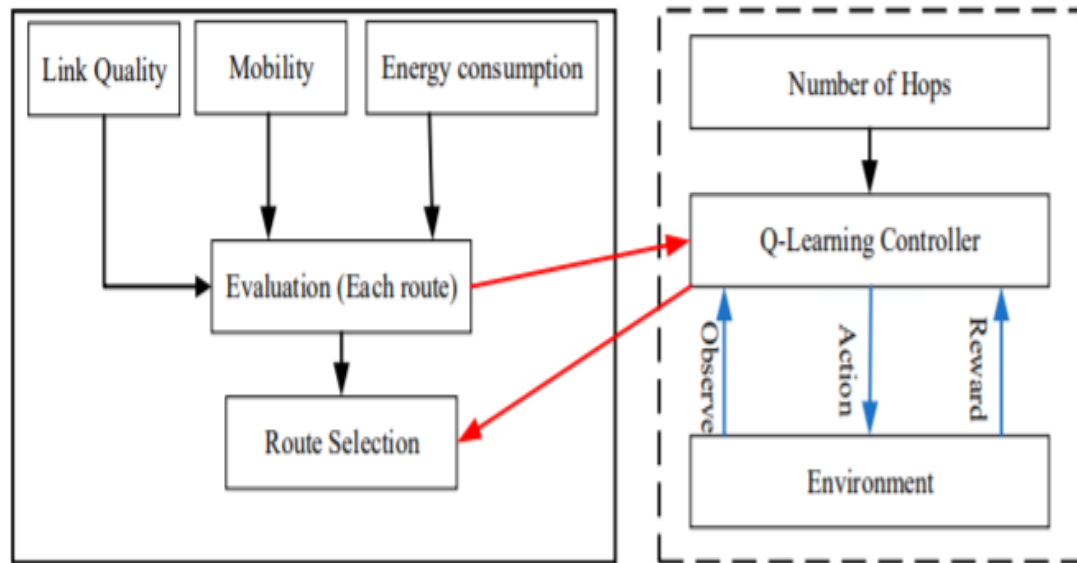 Link Quality
Mobility
Energy consumption
Evaluation (Each route)
Route Selection
Number of Hops
Q-Learning Controller
Observe
Action
Reward
Environment